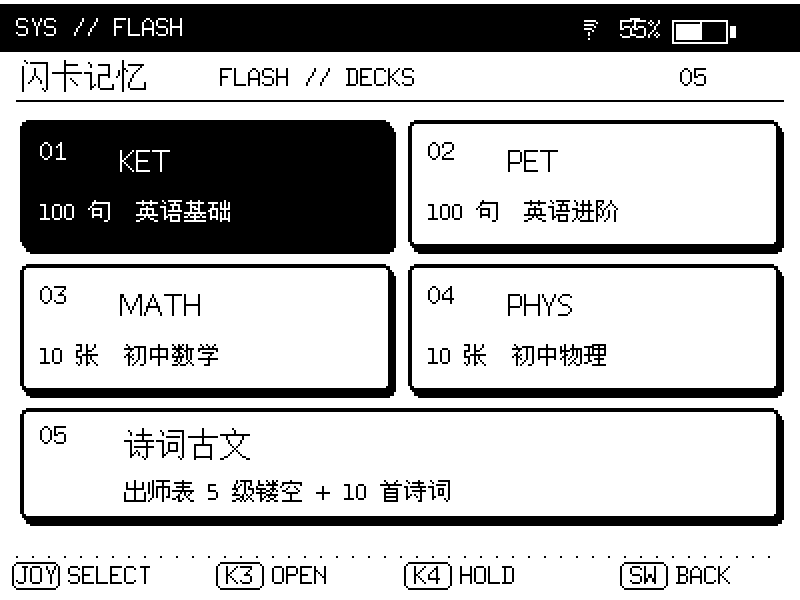 SYS // FLASH 55%
闪卡记忆 FLASH // DECKS 05
01 KET
100 句 英语基础
02 PET
100 句 英语进阶
03 MATH
10 张 初中数学
04 PHYS
10 张 初中物理
05 诗词古文
出师表 5 级镂空 + 10 首诗词
JOY SELECT K3 OPEN K4 HOLD SW BACK